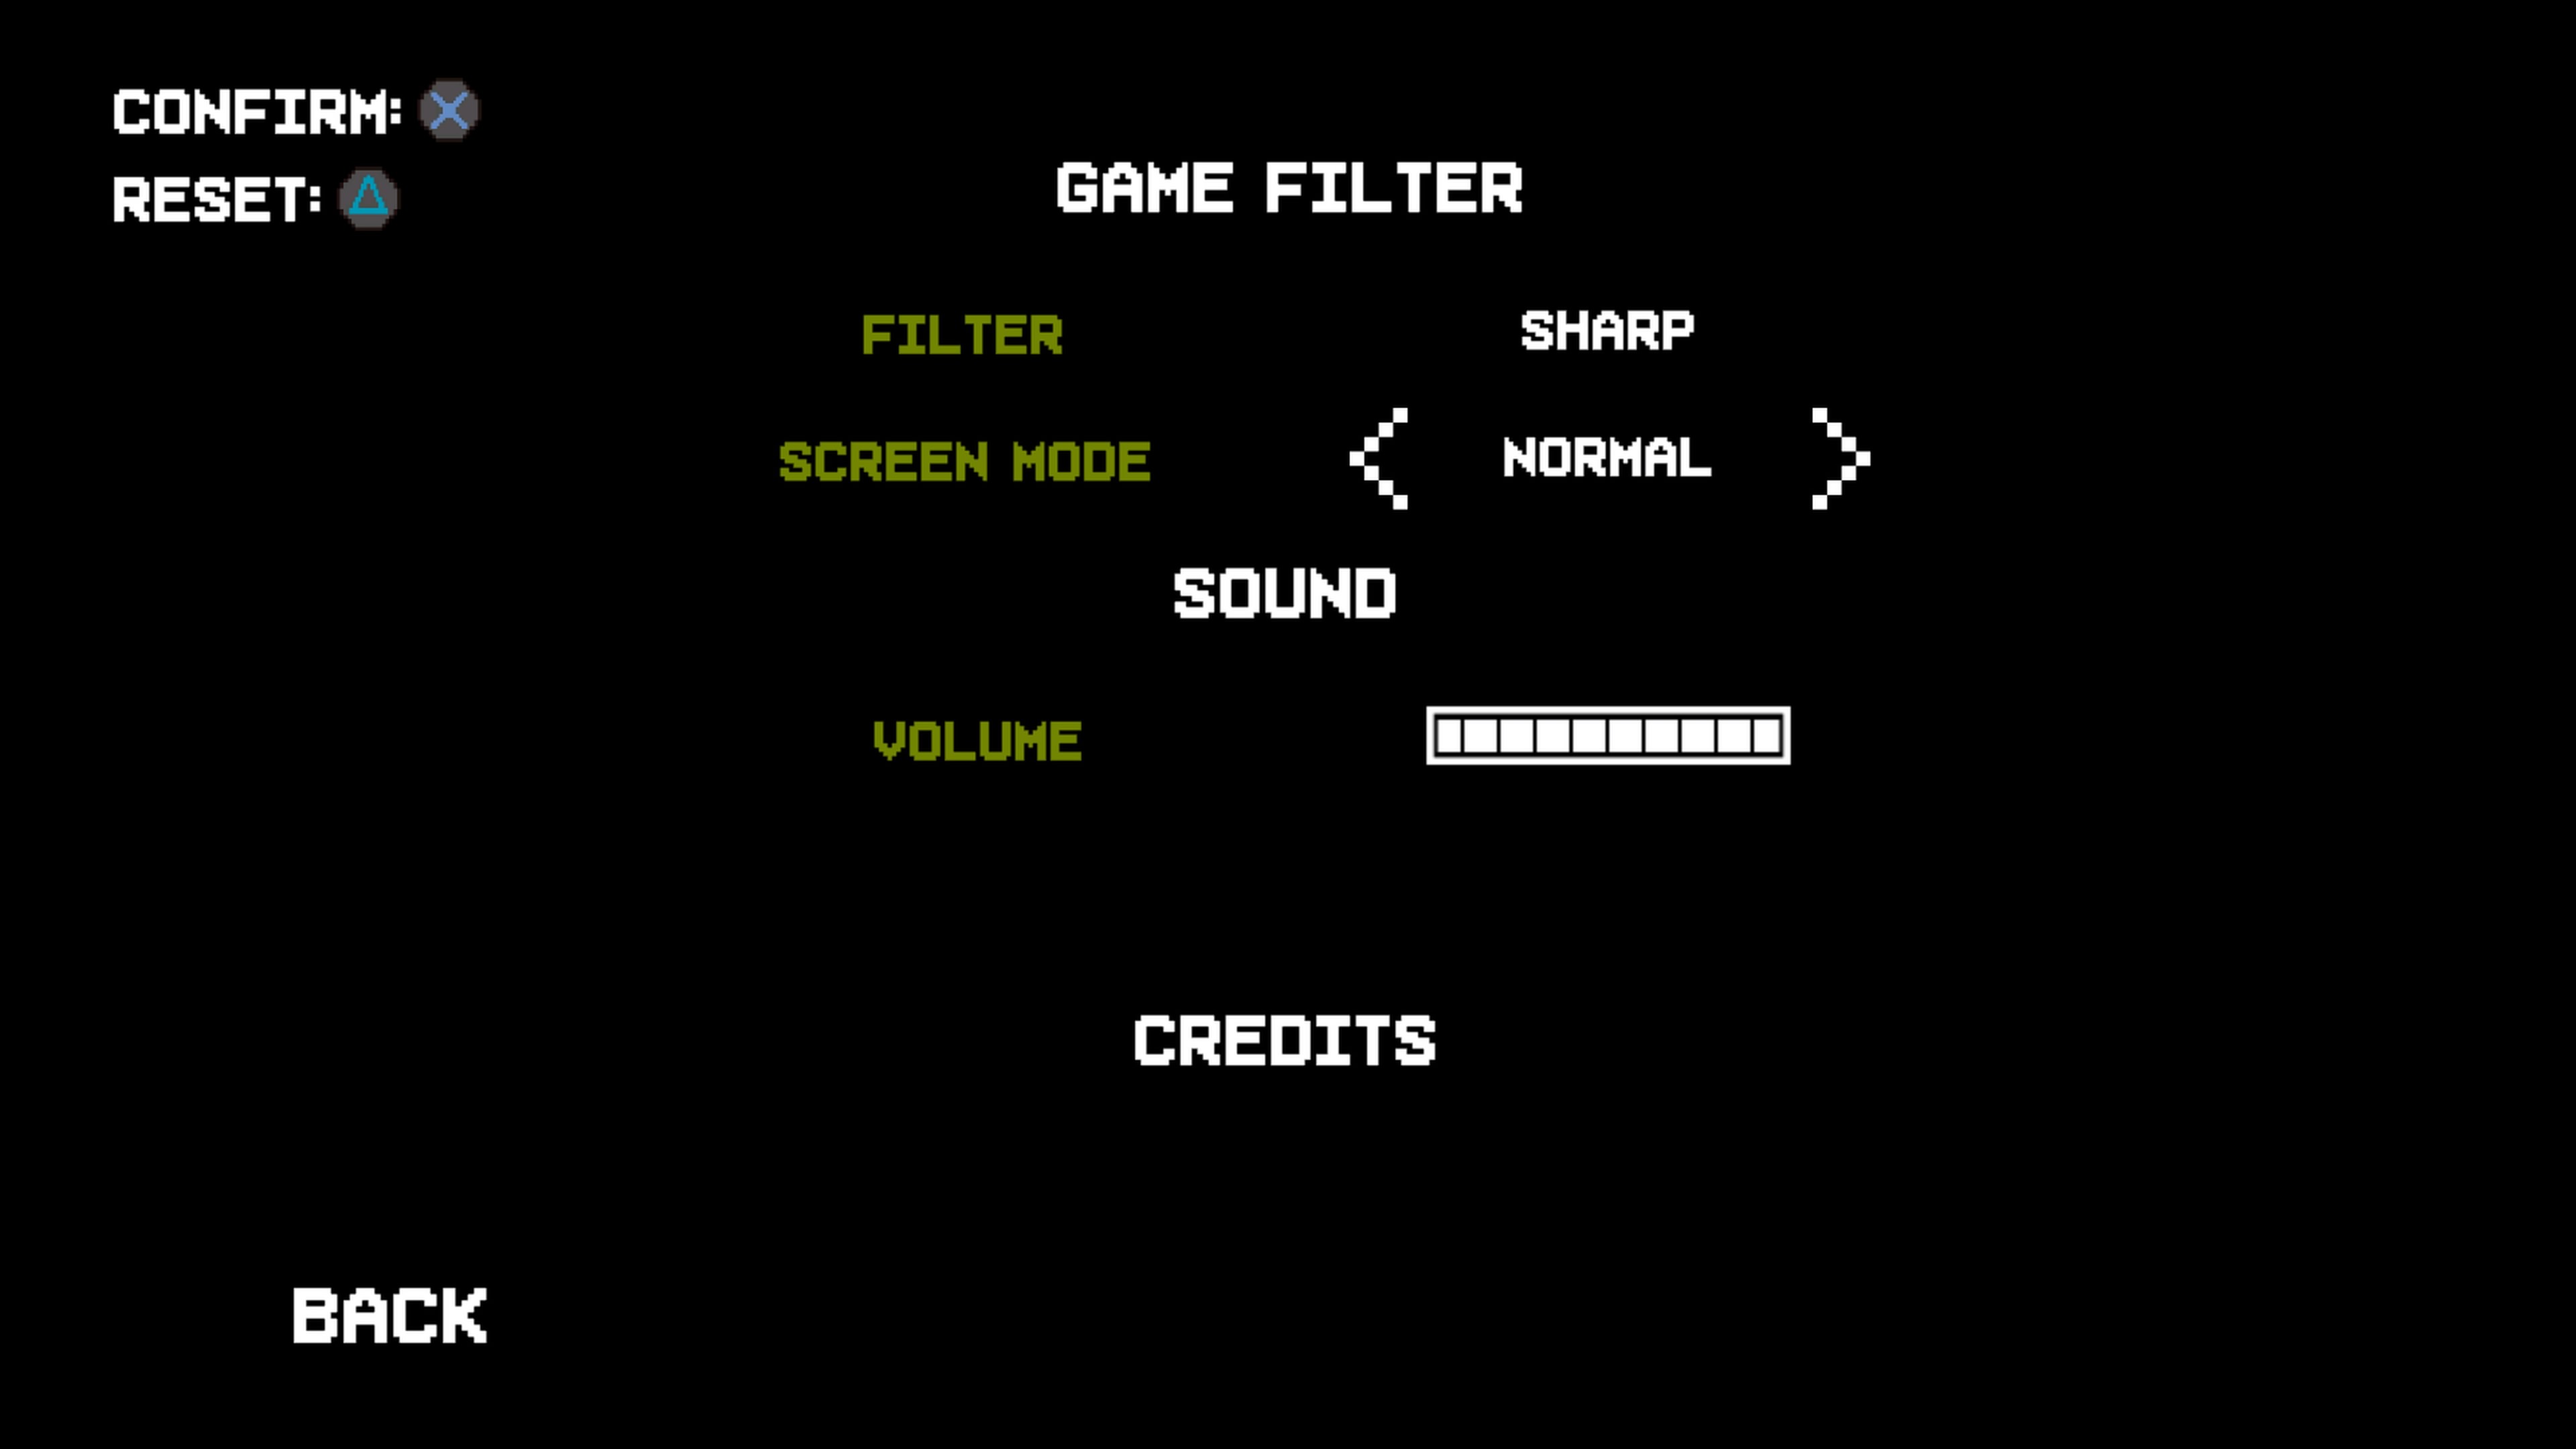 CONFIRM:
RESET:
GAME FILTER
FILTER SHARP
SCREEN MODE NORMAL
SOUND
VOLUME
CREDITS
BACK